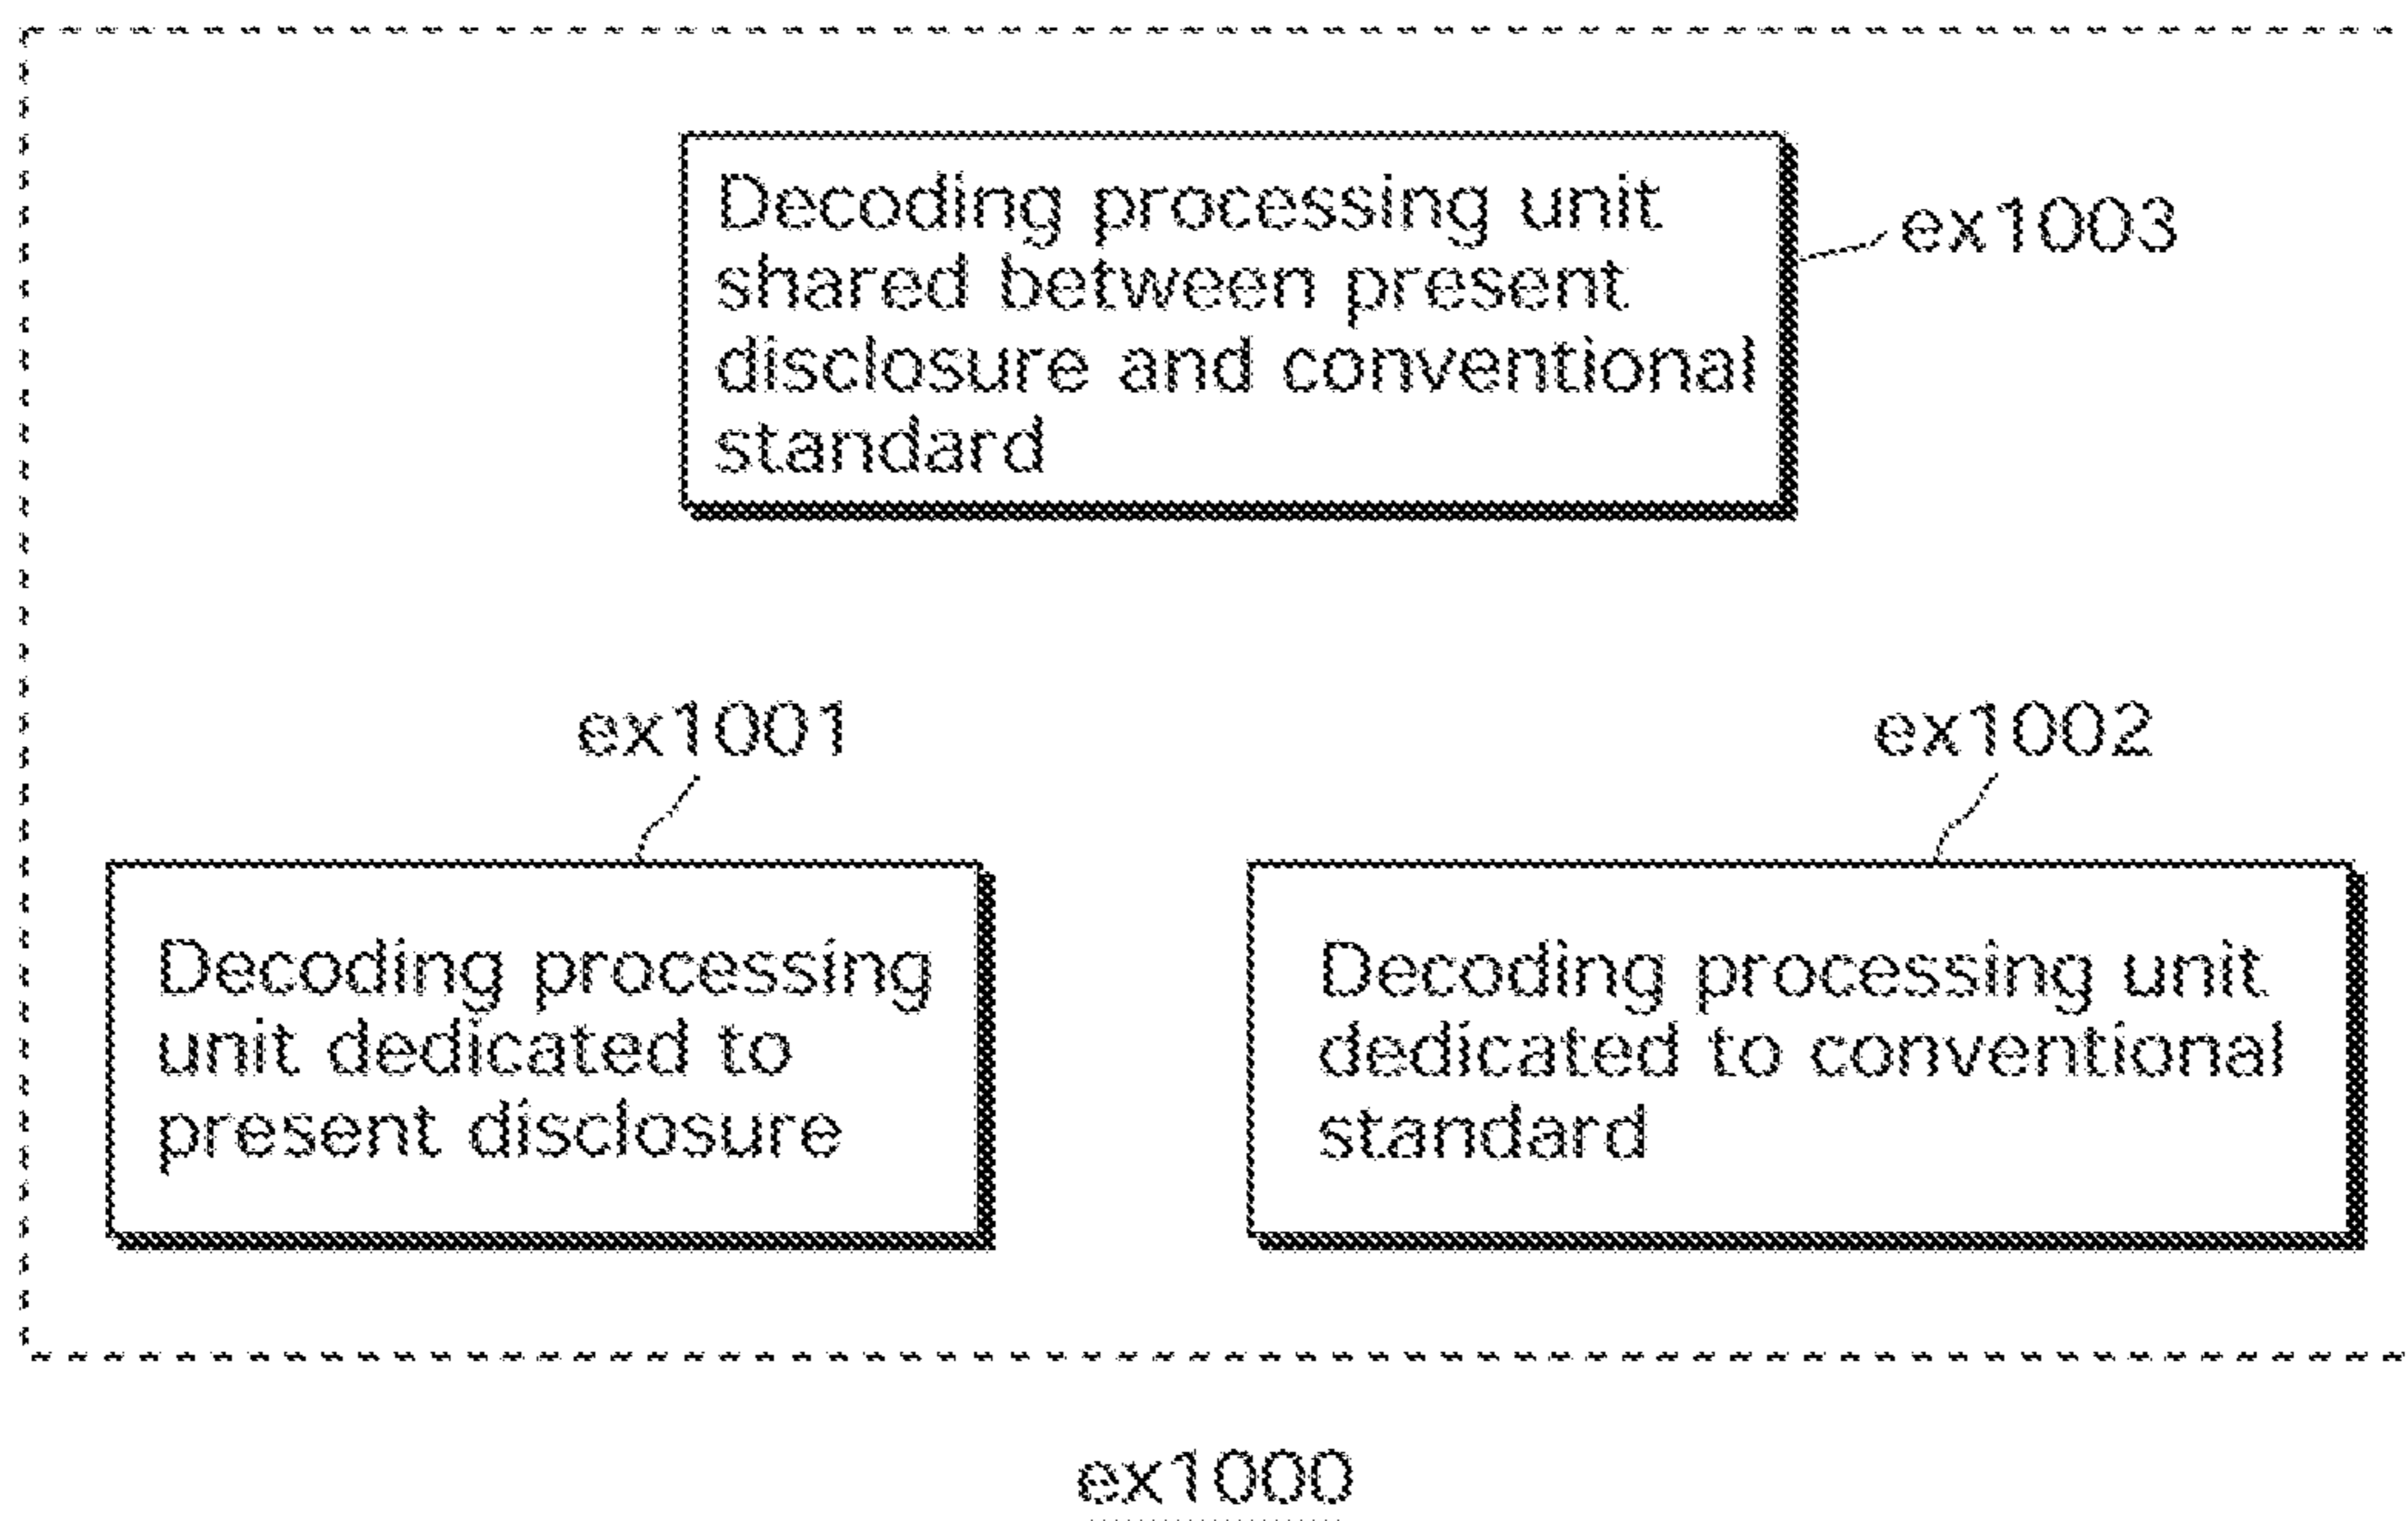 Decoding processing unit
shared between present
disclosure and conventional
standard
ex1003
ex1001
ex1002
Decoding processing
unit dedicated to
present disclosure
Decoding processing unit
dedicated to conventional
standard
ex1000